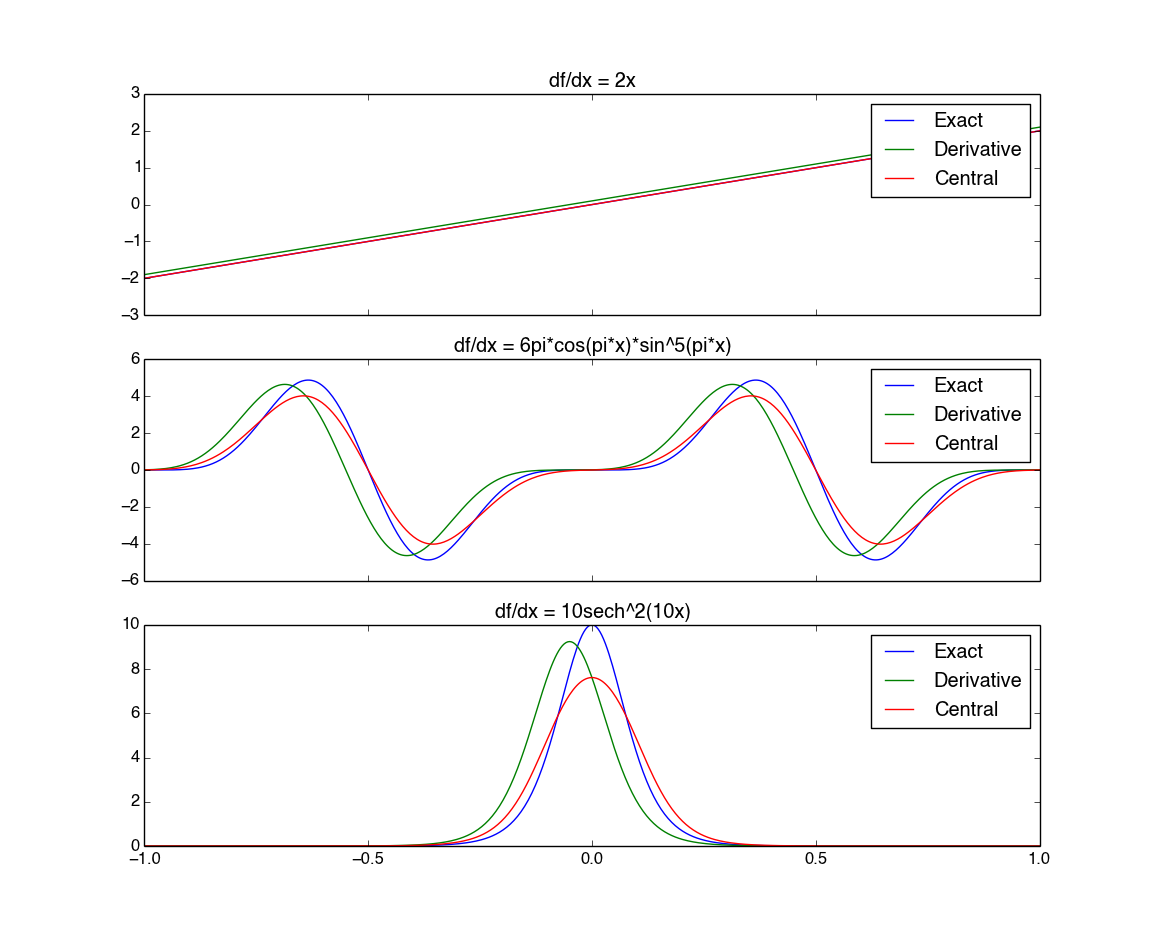 df/dx = 2x
3
2
1
0
−1
−2
−3
Exact
Derivative
Central
df/dx = 6pi*cos(pi*x)*sin^5(pi*x)
6
4
2
0
−2
−4
−6
Exact
Derivative
Central
df/dx = 10sech^2(10x)
10
8
6
4
2
0
Exact
Derivative
Central
−1.0 −0.5 0.0 0.5 1.0